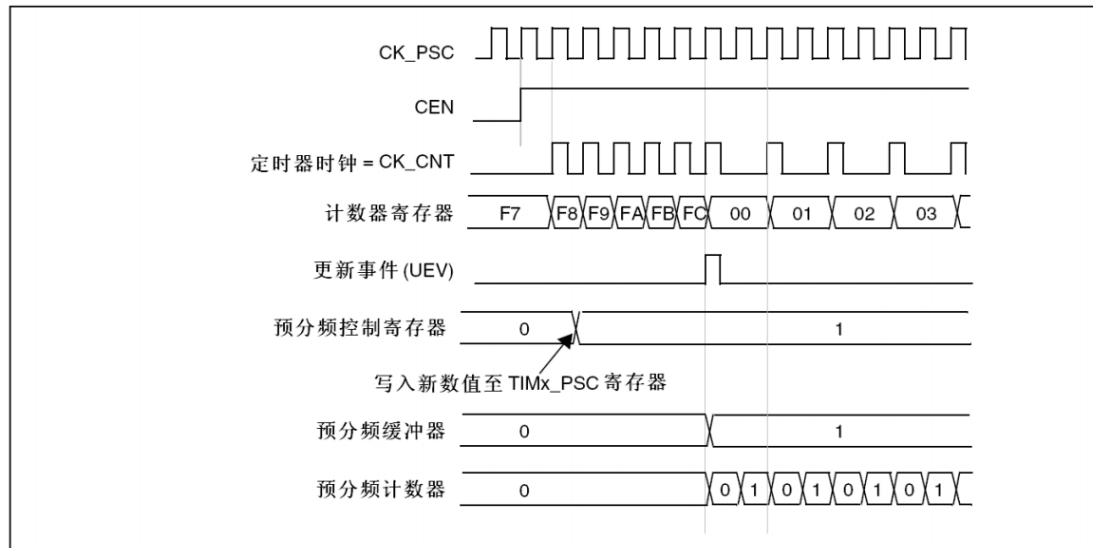 CK_PSC
CEN
定时器时钟 = CK_CNT
计数器寄存器 F7 F8 F9 FA FB FC 00 01 02 03
更新事件(UEV)
预分频控制寄存器 0 1
写入新数值至 TIMx_PSC 寄存器
预分频缓冲器 0 1
预分频计数器 0 0 1 0 1 0 1 0 1